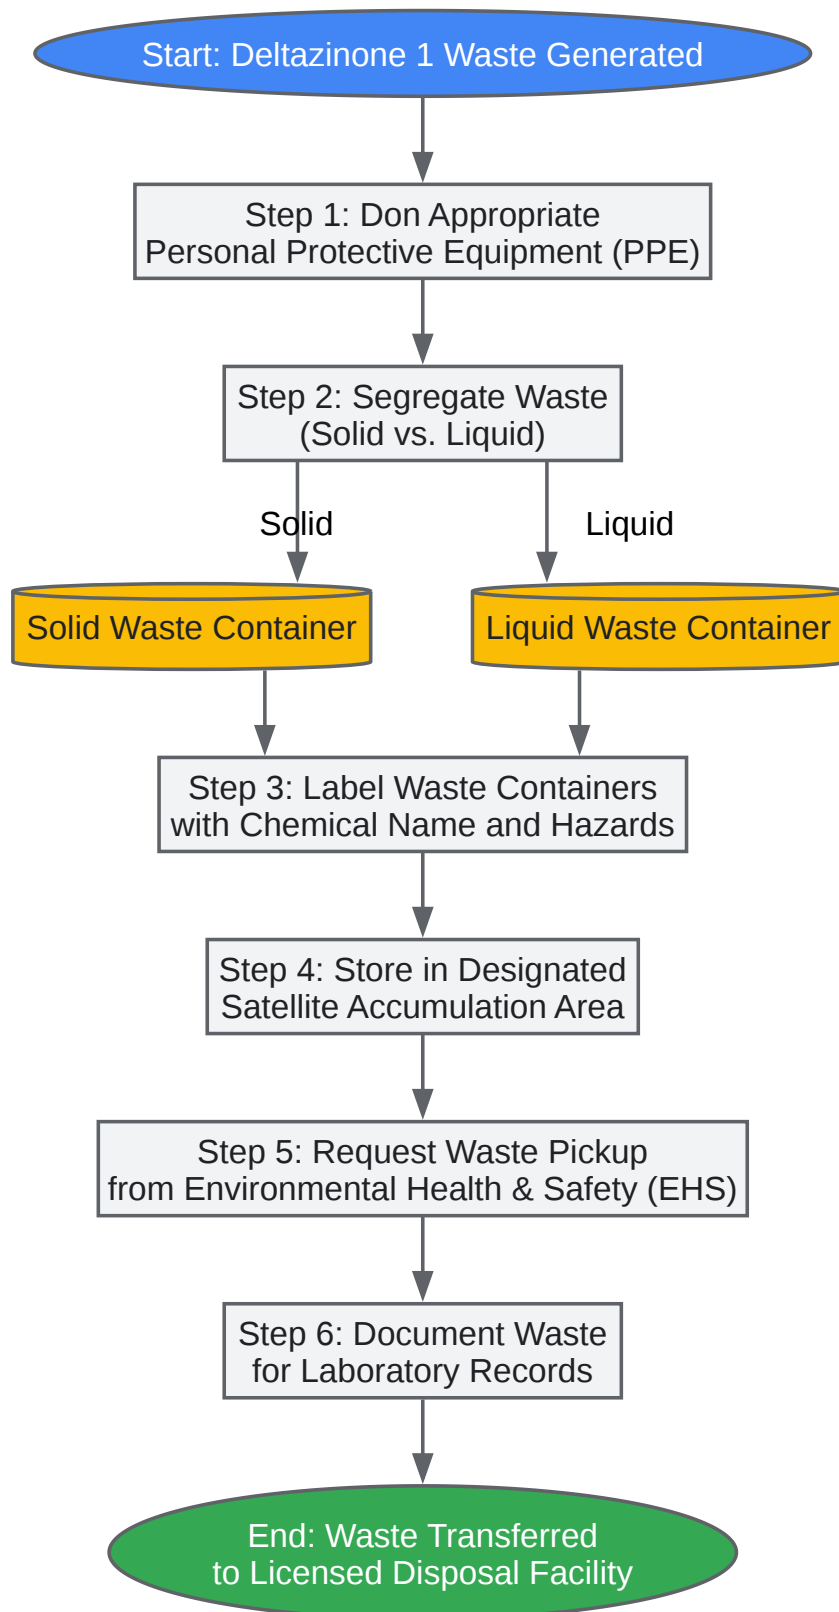 Start: Deltazinone 1 Waste Generated
Step 1: Don Appropriate
Personal Protective Equipment (PPE)
Step 2: Segregate Waste
(Solid vs. Liquid)
Solid
Liquid
Solid Waste Container
Liquid Waste Container
Step 3: Label Waste Containers
with Chemical Name and Hazards
Step 4: Store in Designated
Satellite Accumulation Area
Step 5: Request Waste Pickup
from Environmental Health & Safety (EHS)
Step 6: Document Waste
for Laboratory Records
End: Waste Transferred
to Licensed Disposal Facility